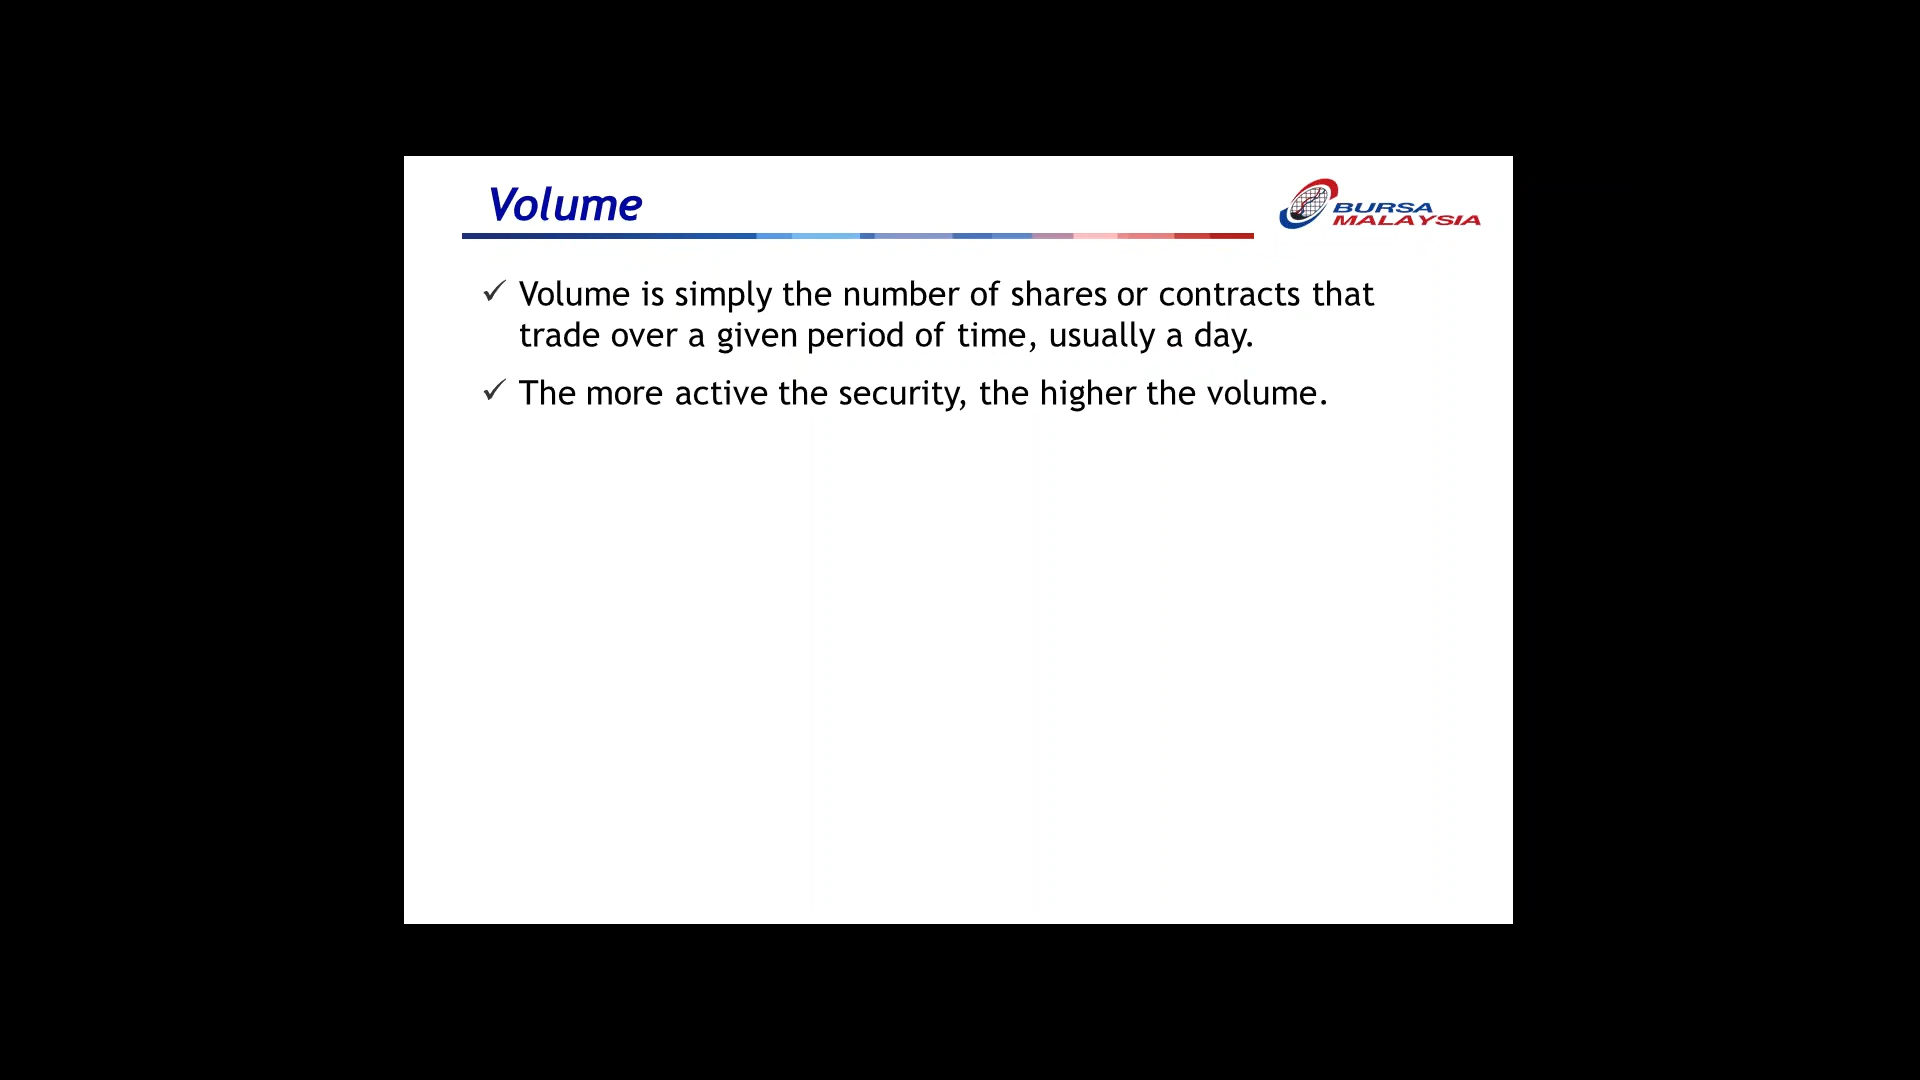 Volume
BURSA
MALAYSIA
✓ Volume is simply the number of shares or contracts that
trade over a given period of time, usually a day.
✓ The more active the security, the higher the volume.